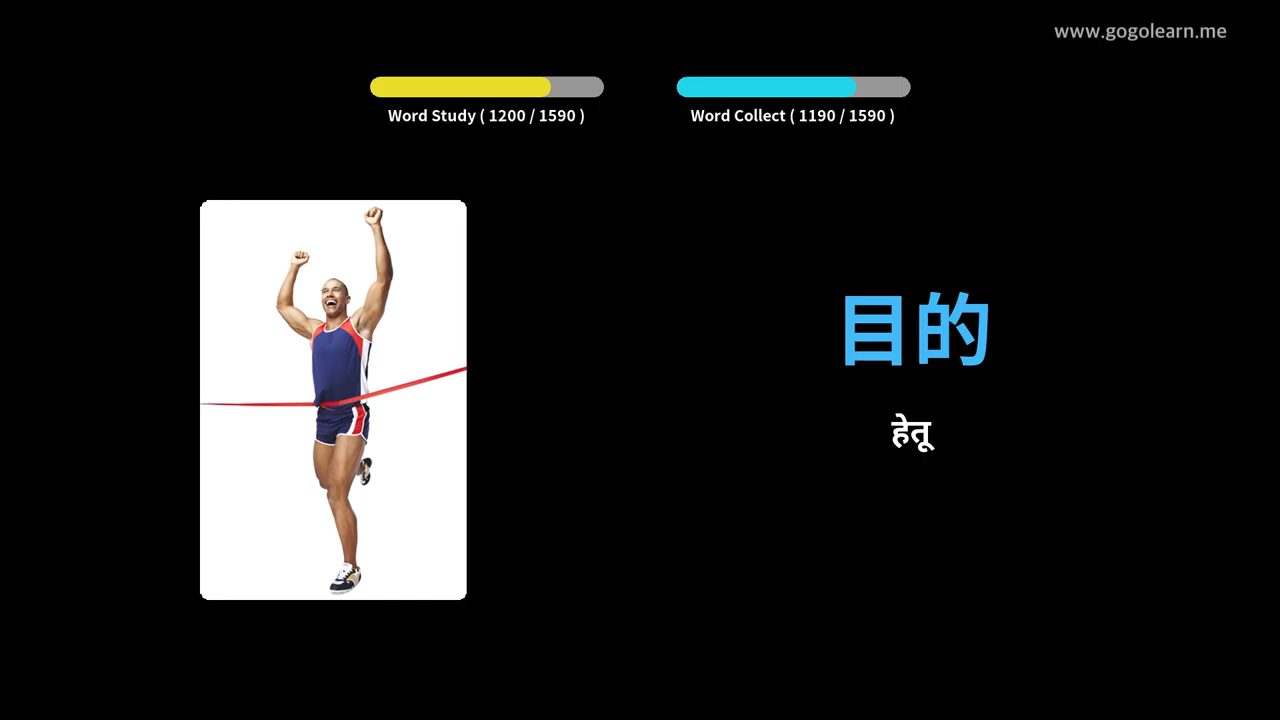 www.gogolearn.me
Word Study ( 1200 / 1590 )
Word Collect ( 1190 / 1590 )
目的
हेतू